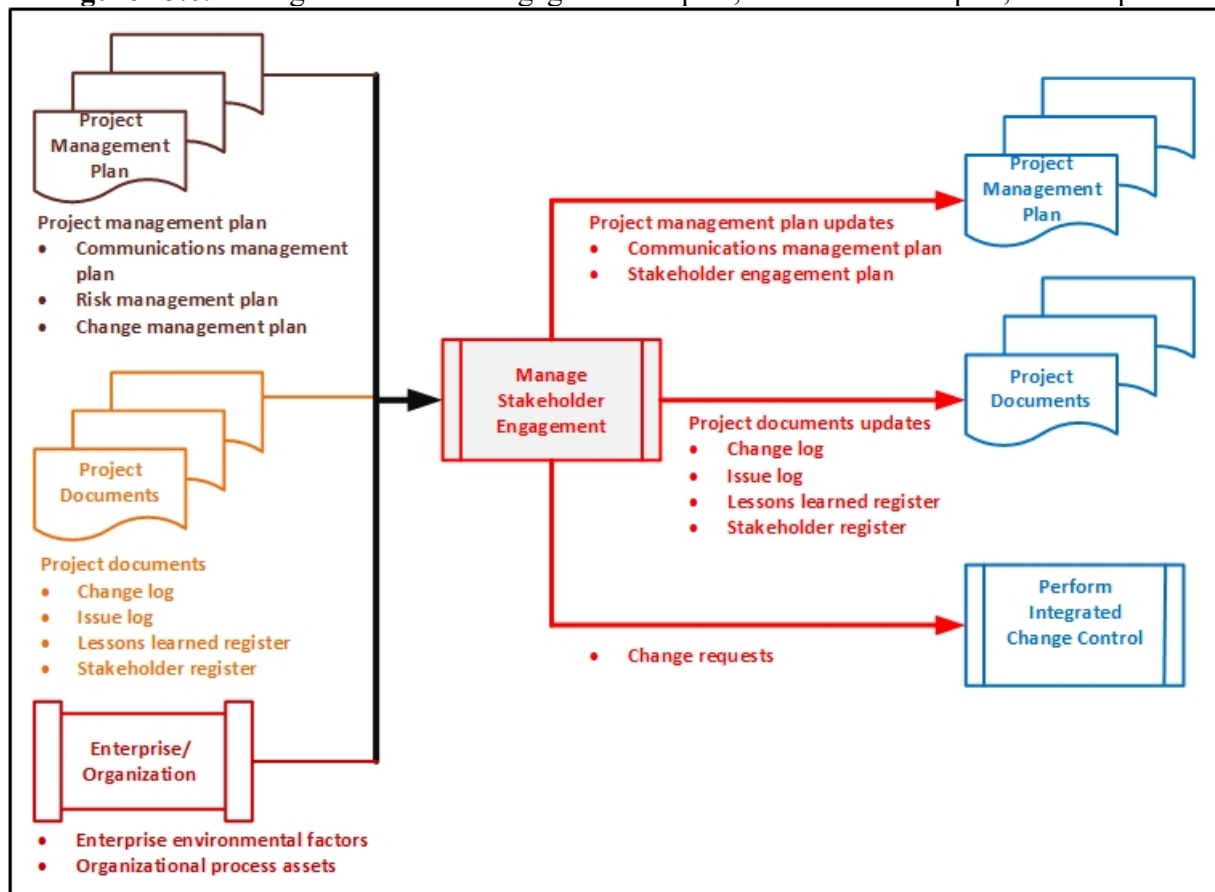 Project
Management
Plan
Project management plan
• Communications management
plan
• Risk management plan
• Change management plan
Project
Documents
Project documents
• Change log
• Issue log
• Lessons learned register
• Stakeholder register
Enterprise/
Organization
• Enterprise environmental factors
• Organizational process assets
Manage
Stakeholder
Engagement
Project management plan updates
• Communications management plan
• Stakeholder engagement plan
Project documents updates
• Change log
• Issue log
• Lessons learned register
• Stakeholder register
• Change requests
Project
Management
Plan
Project
Documents
Perform
Integrated
Change Control